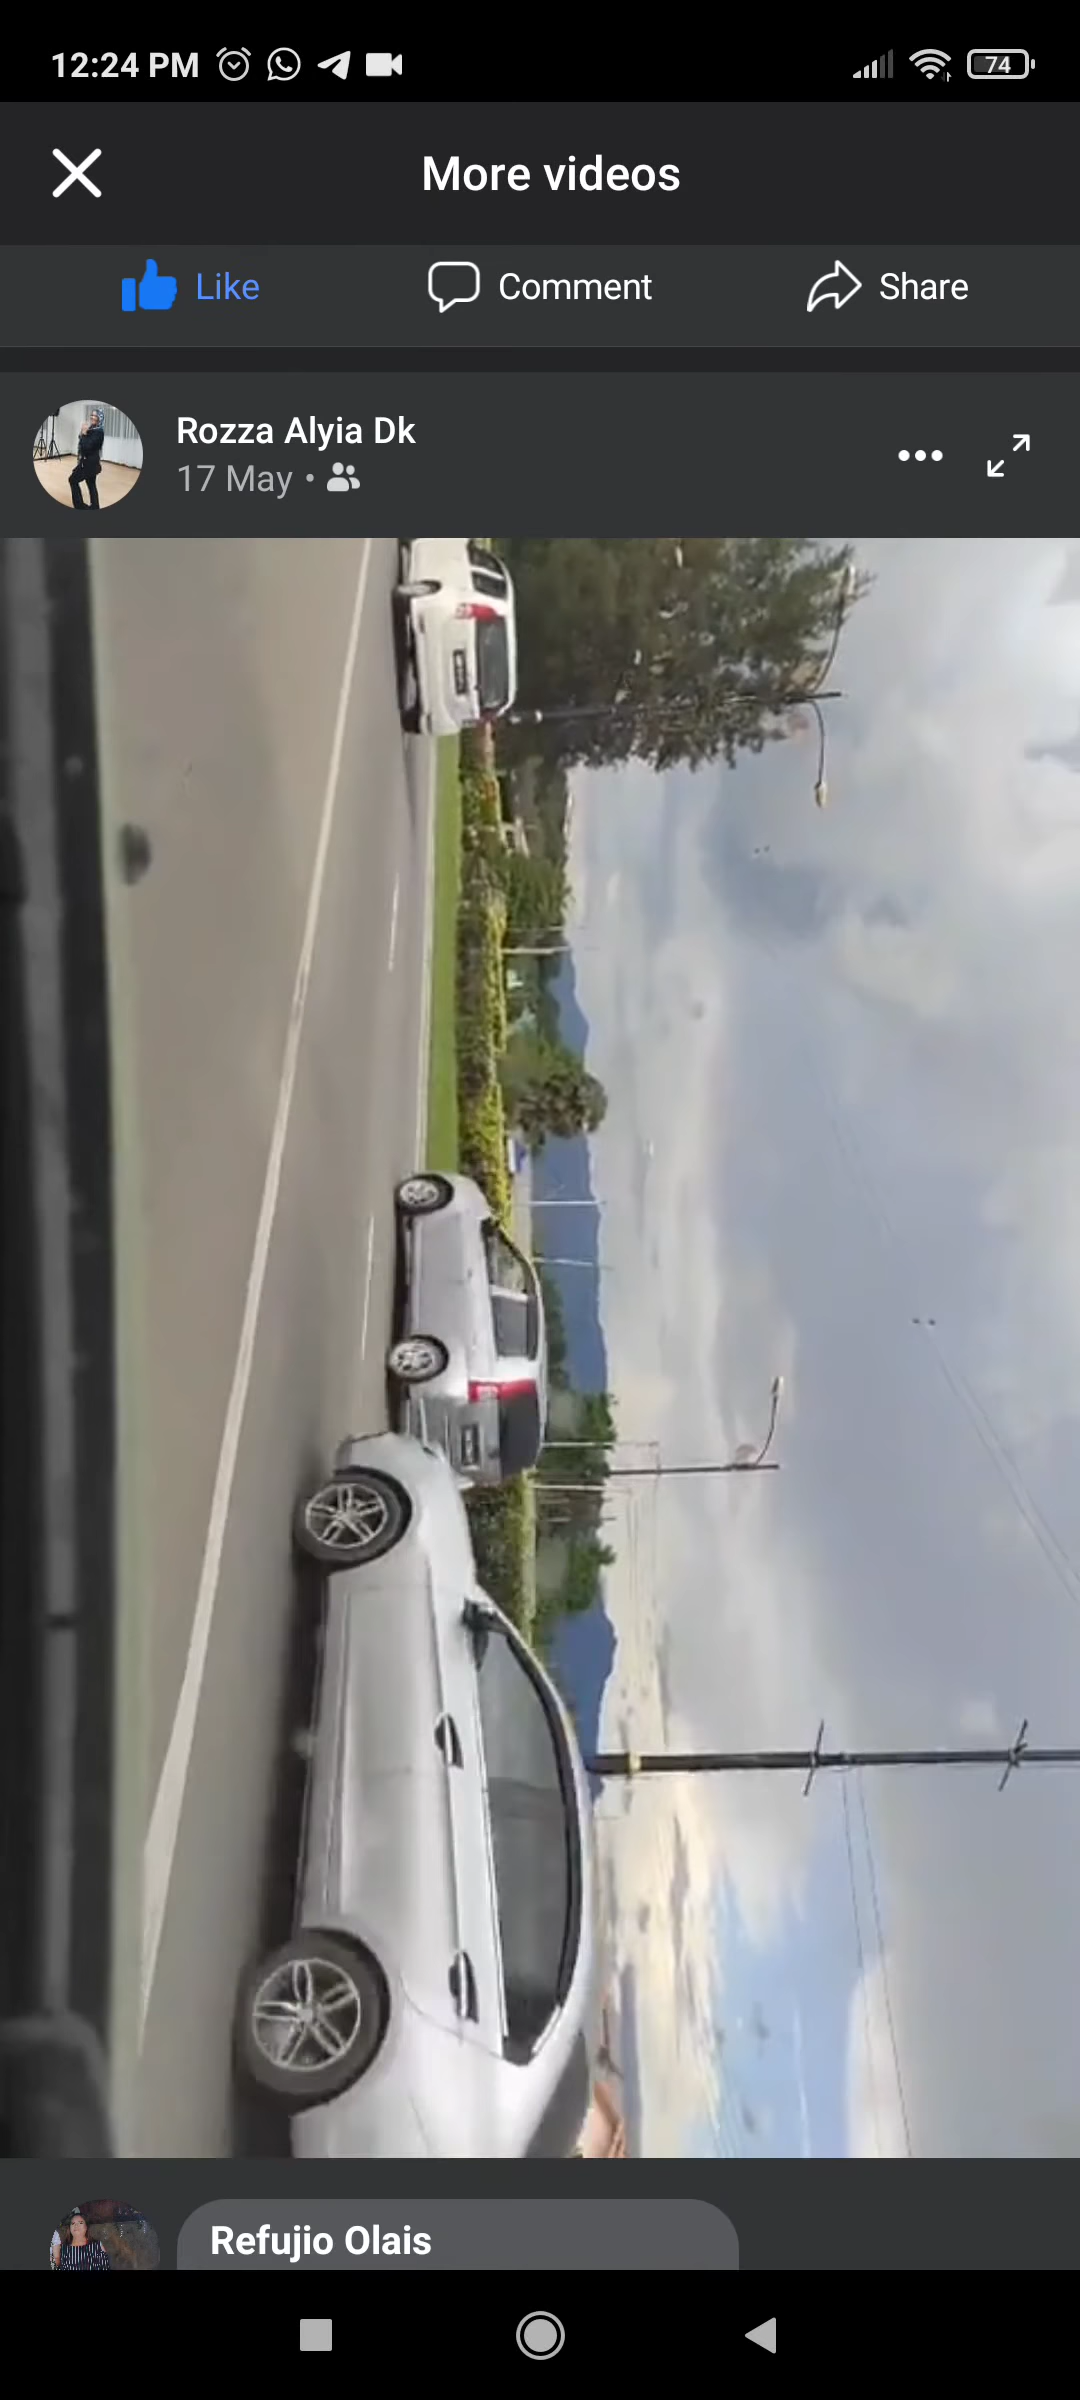 12:24 PM 74
More videos
Like Comment Share
Rozza Alyia Dk
17 May •
Refujio Olais